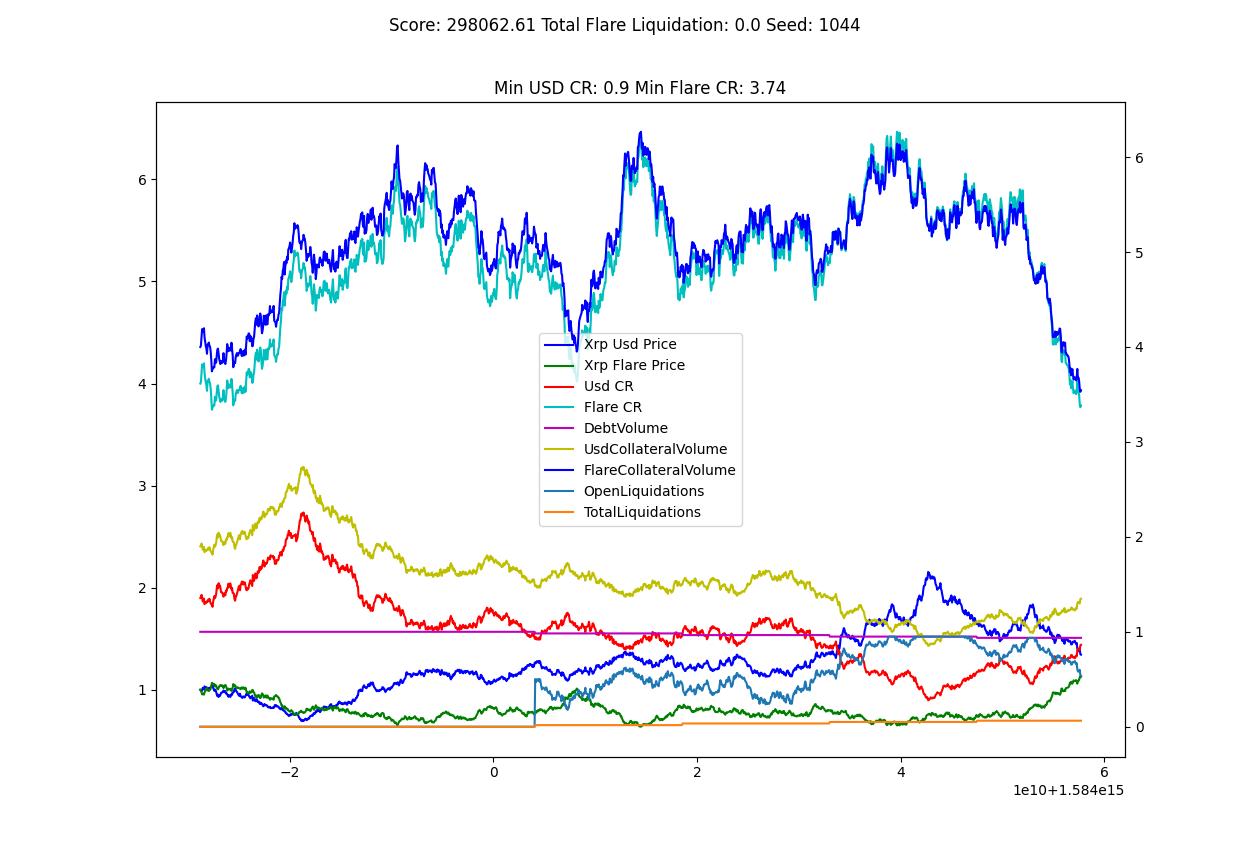 Score: 298062.61 Total Flare Liquidation: 0.0 Seed: 1044
Min USD CR: 0.9 Min Flare CR: 3.74
6
5
4
3
2
1
6
5
4
3
2
1
0
Xrp Usd Price
Xrp Flare Price
Usd CR
Flare CR
DebtVolume
UsdCollateralVolume
FlareCollateralVolume
OpenLiquidations
TotalLiquidations
−2 0 2 4 6
1e10+1.584e15